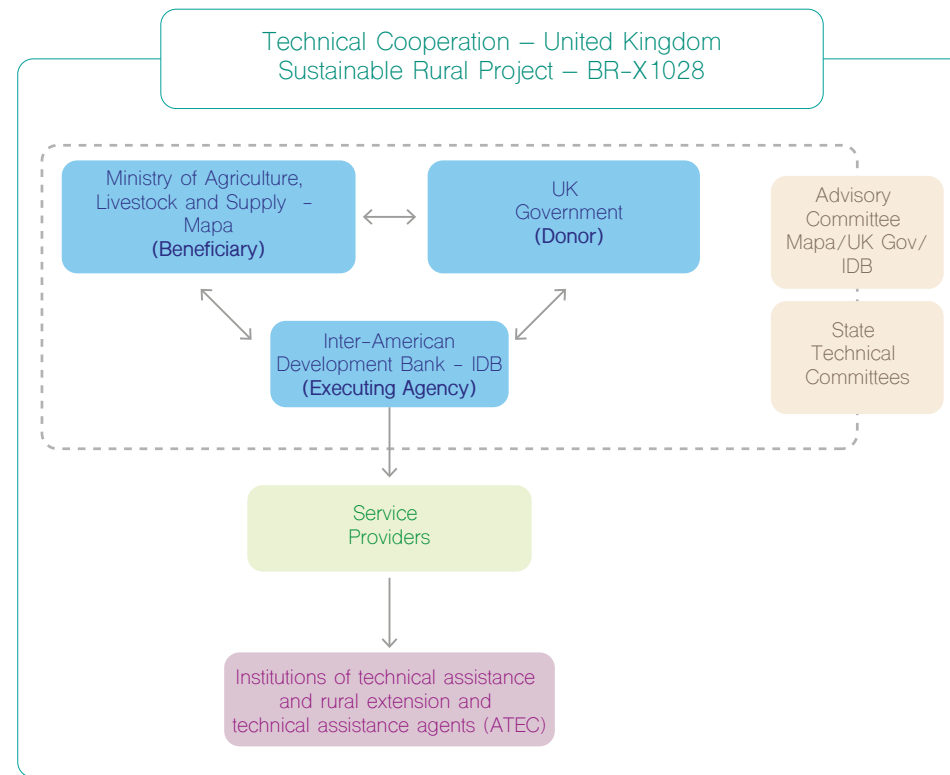 Technical Cooperation – United Kingdom
Sustainable Rural Project – BR-X1028
Ministry of Agriculture,
Livestock and Supply -
Mapa
(Beneficiary)
UK
Government
(Donor)
Advisory
Committee
Mapa/UK Gov/
IDB
Inter-American
Development Bank - IDB
(Executing Agency)
State
Technical
Committees
Service
Providers
Institutions of technical assistance
and rural extension and
technical assistance agents (ATEC)